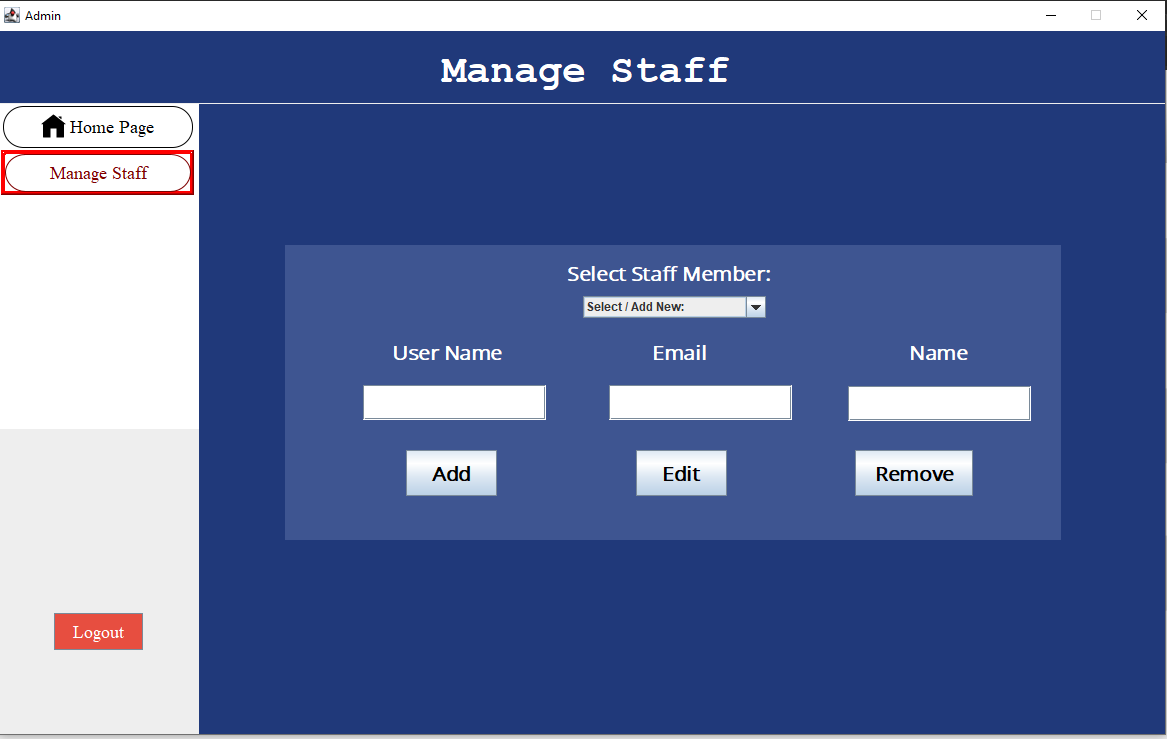 Admin
Manage Staff
Home Page
Manage Staff
Select Staff Member:
Select / Add New:
User Name Email Name
Add Edit Remove
Logout